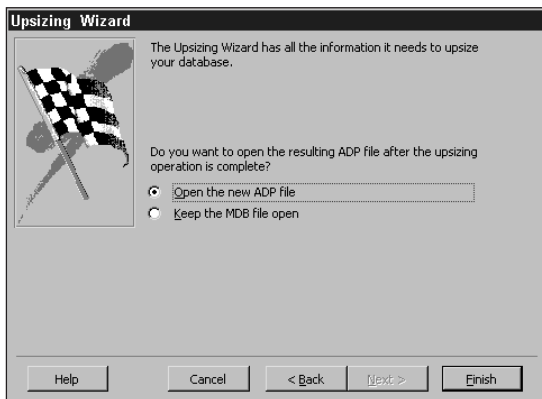 Upsizing Wizard
The Upsizing Wizard has all the information it needs to upsize
your database.
Do you want to open the resulting ADP file after the upsizing
operation is complete?
Open the new ADP file
Keep the MDB file open
Help
Cancel
< Back
Next >
Finish